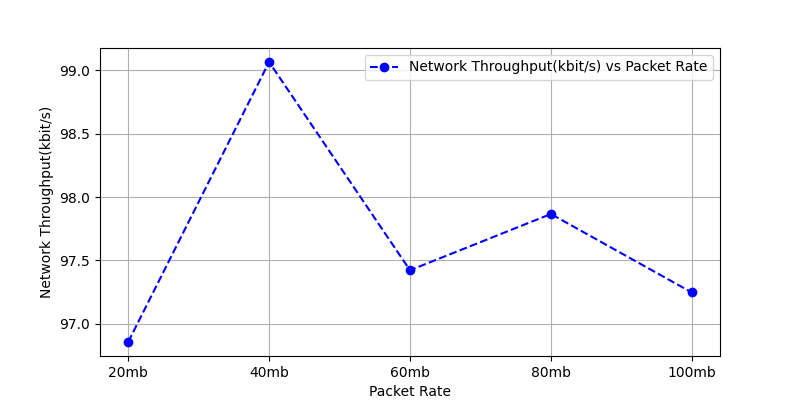 Network Throughput(kbit/s) vs Packet Rate
99.0
98.5
98.0
97.5
97.0
Network Throughput(kbit/s)
20mb 40mb 60mb 80mb 100mb
Packet Rate